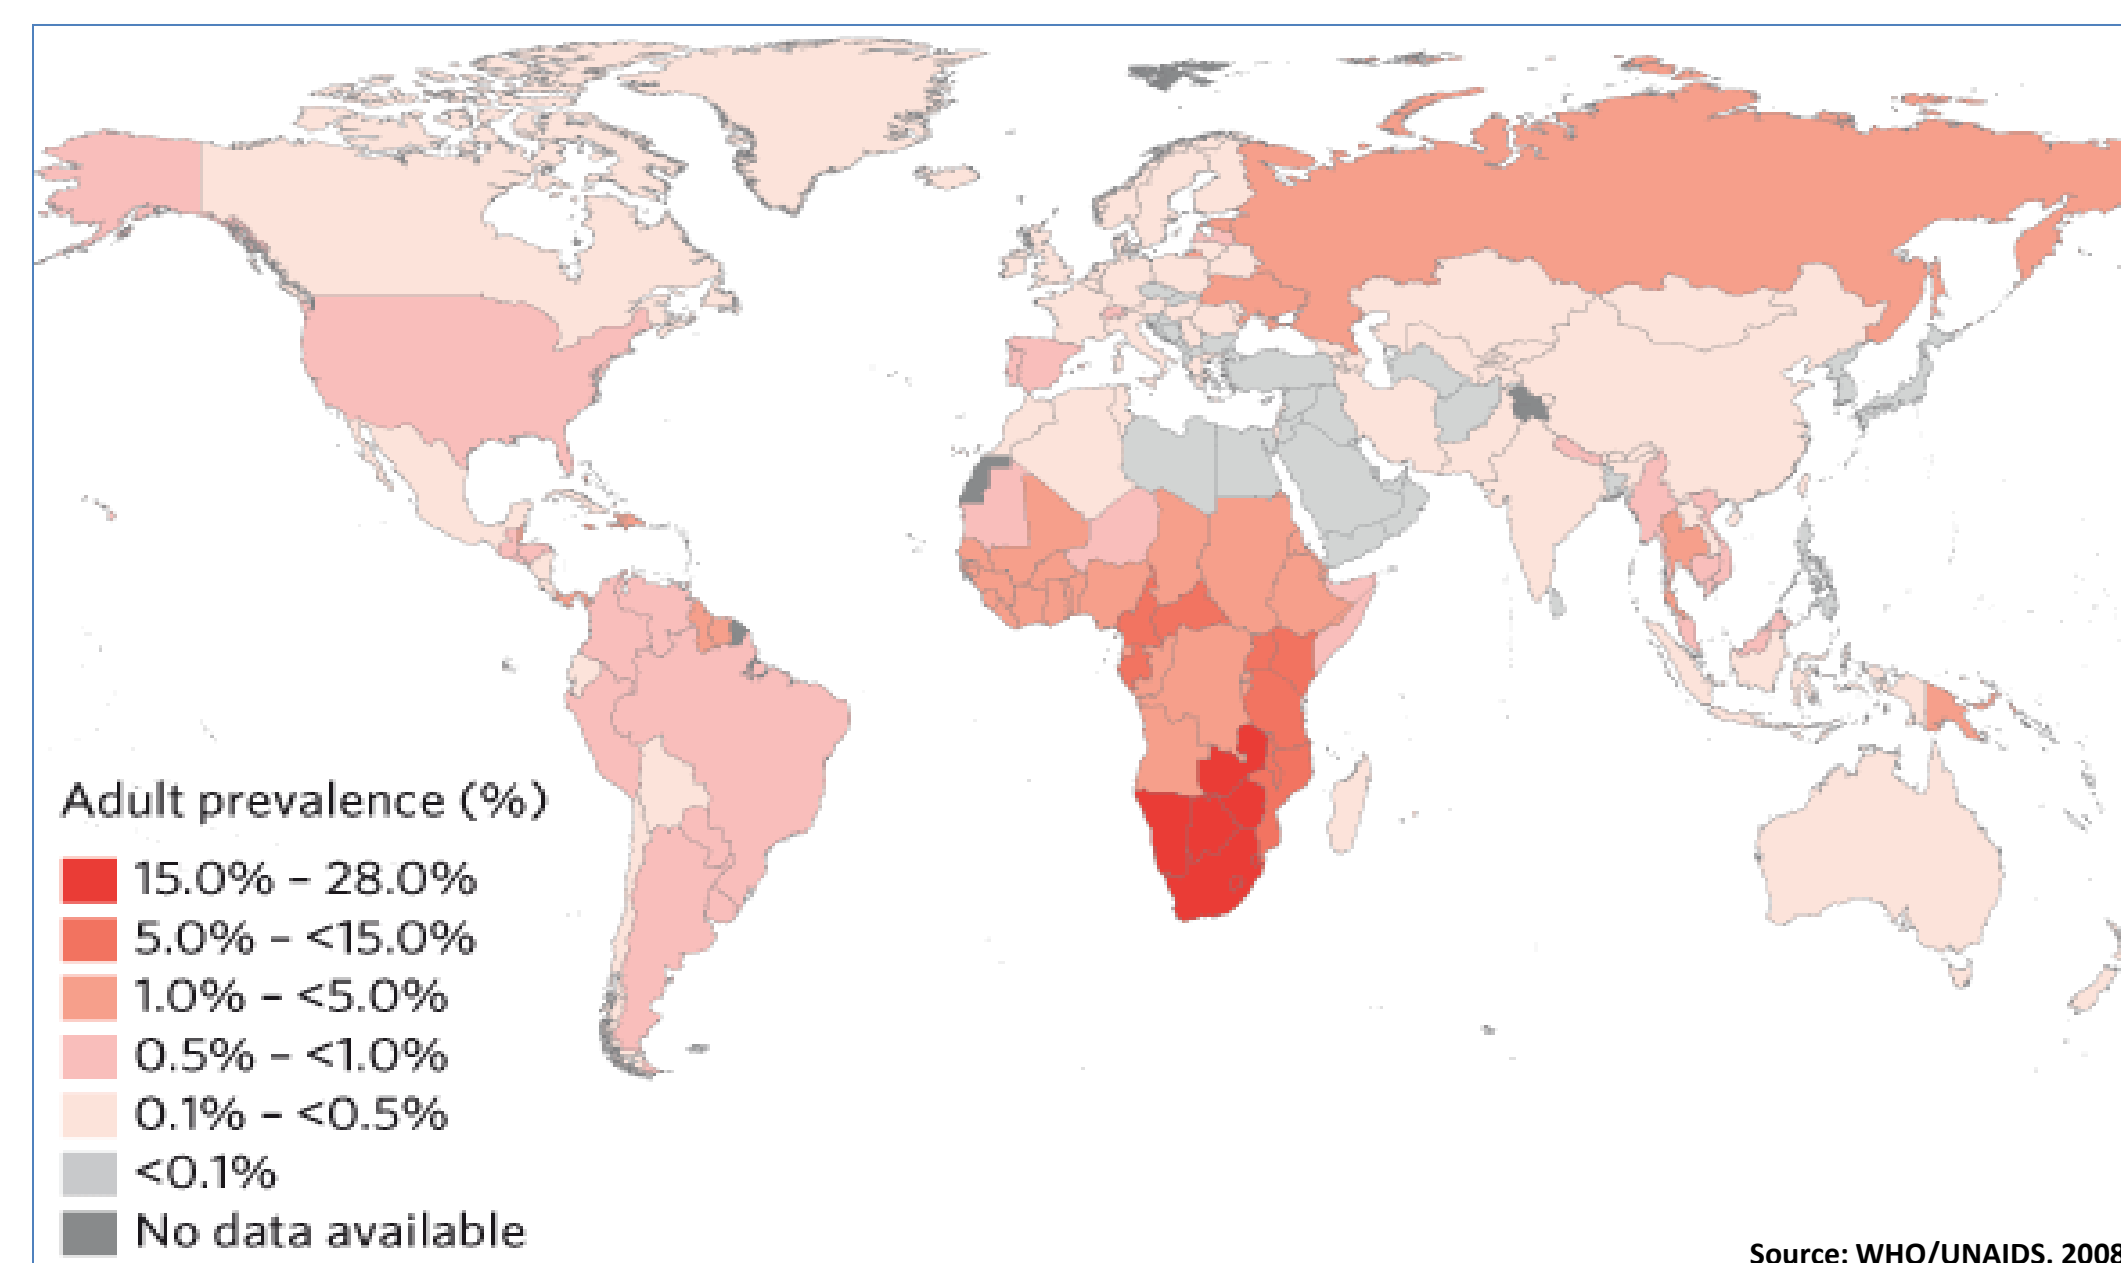 Adult prevalence (%)
15.0% – 28.0%
5.0% – <15.0%
1.0% – <5.0%
0.5% – <1.0%
0.1% – <0.5%
<0.1%
No data available
Source: WHO/UNAIDS, 2008